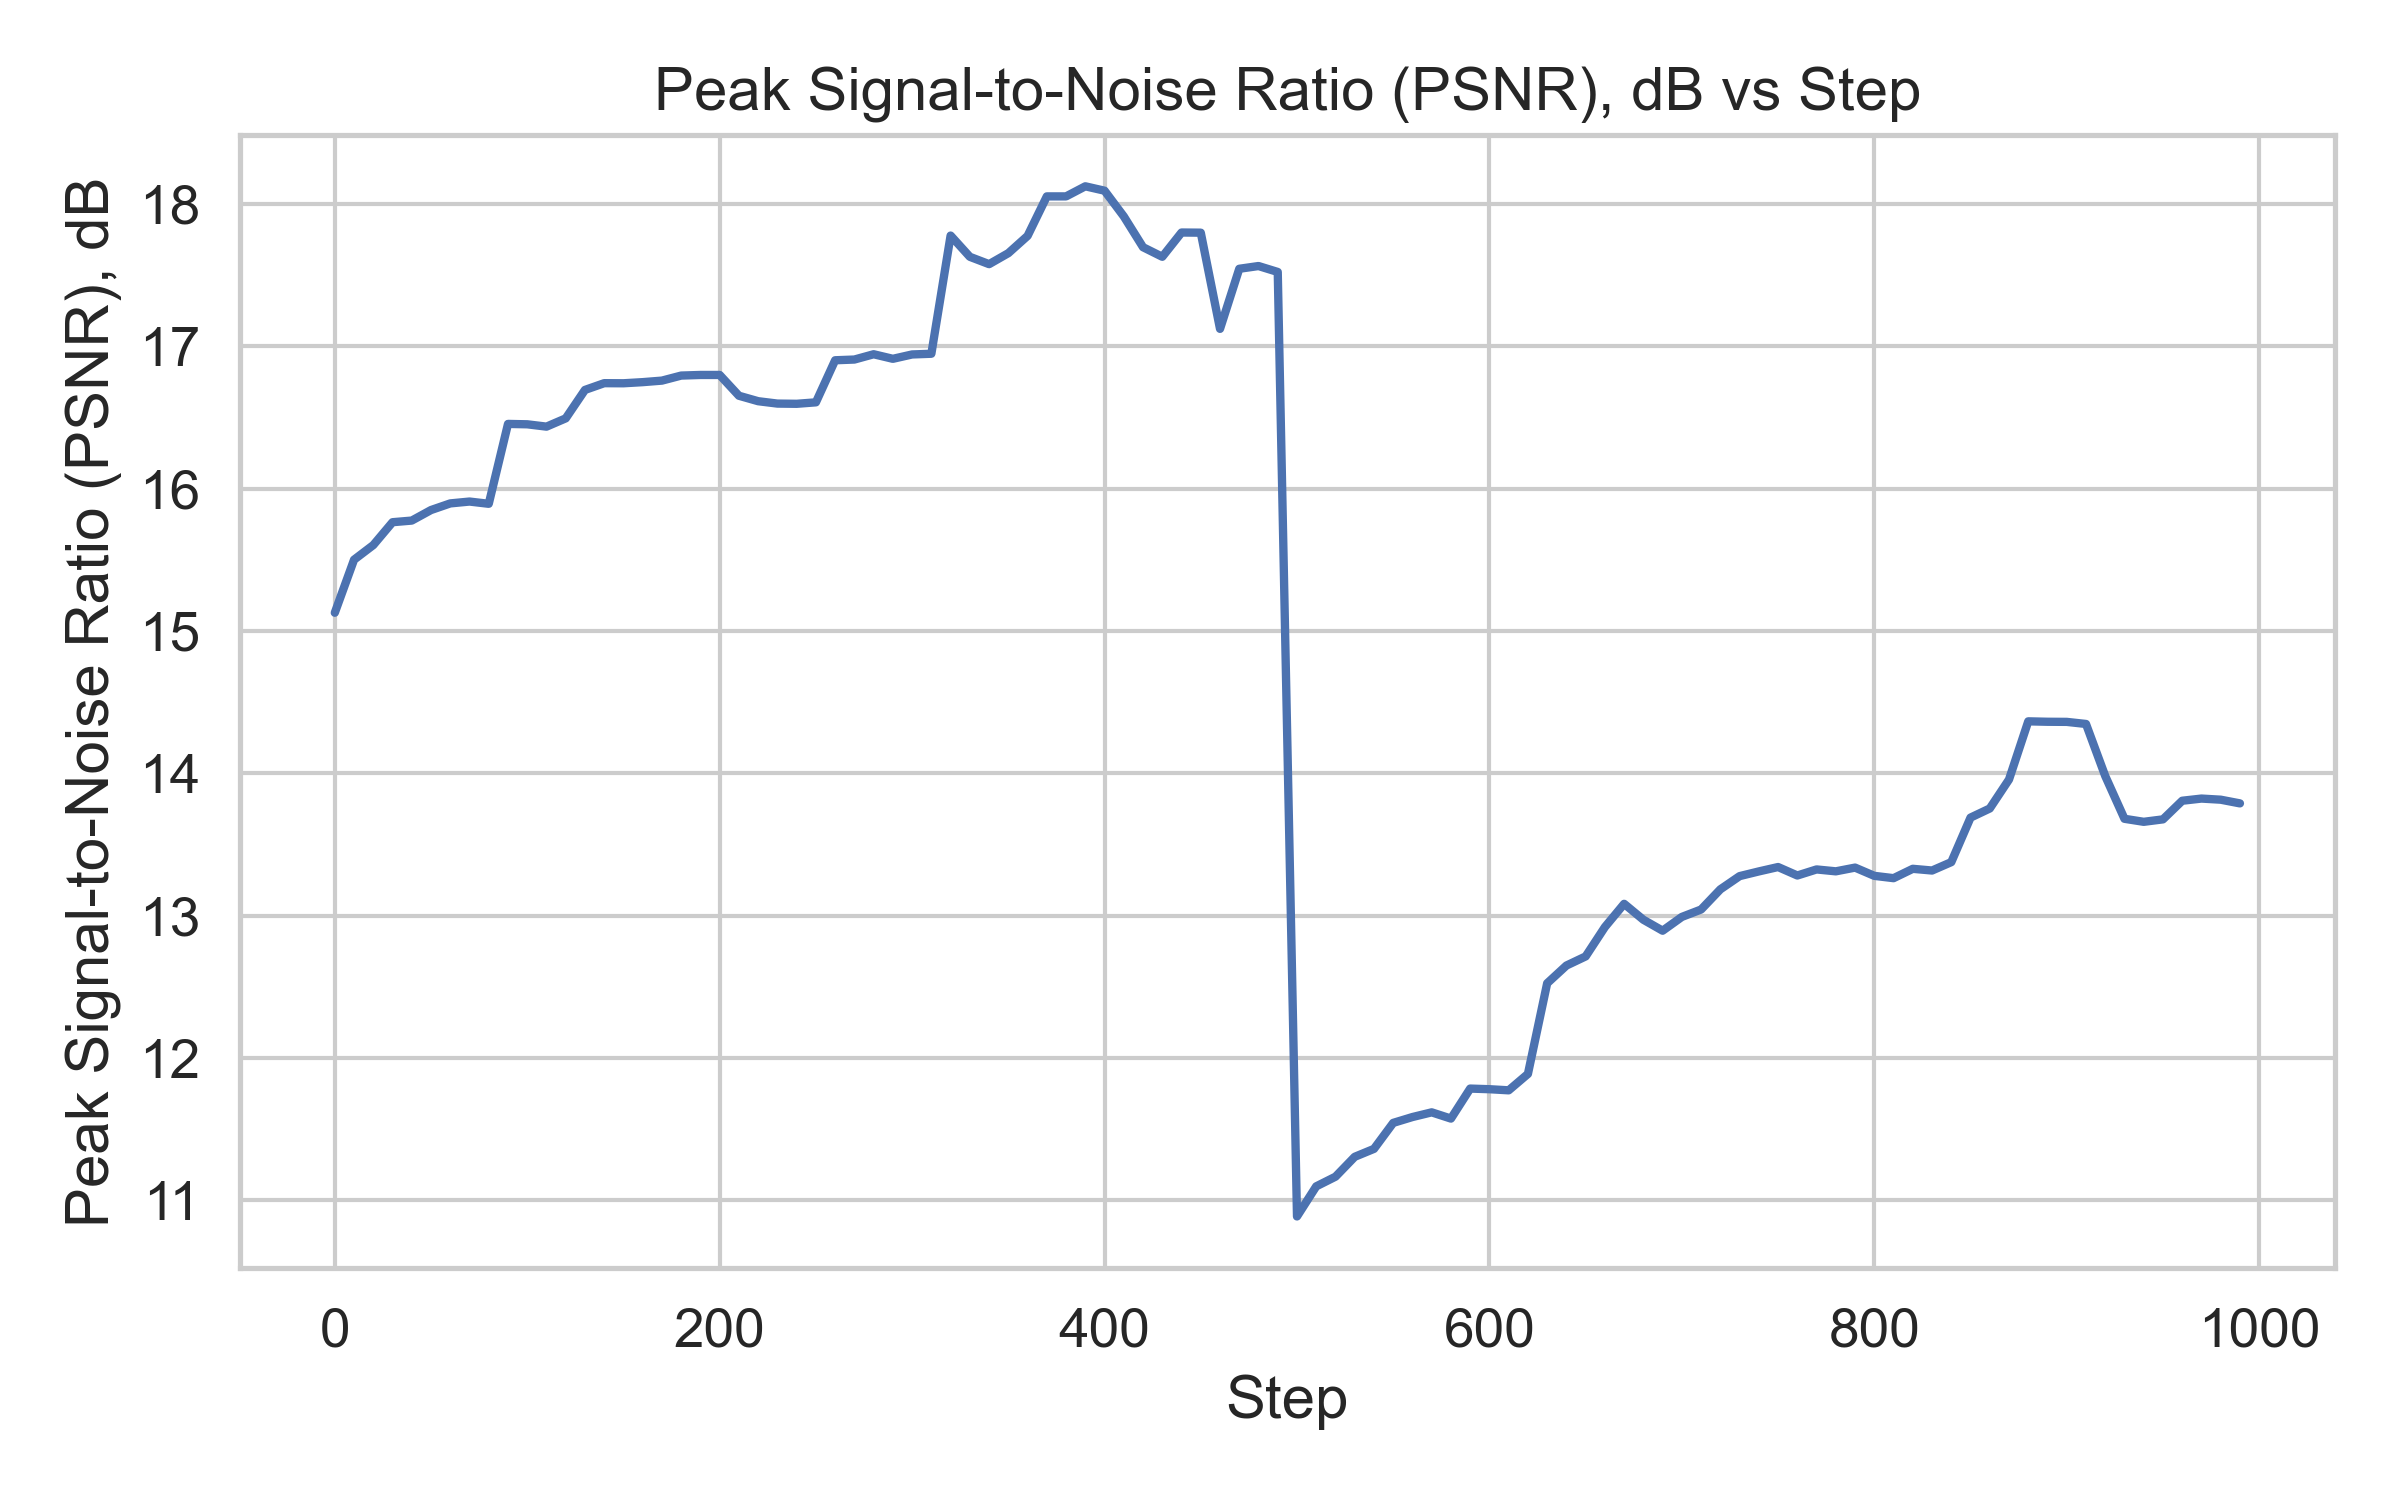 Peak Signal-to-Noise Ratio (PSNR), dB vs Step
Peak Signal-to-Noise Ratio (PSNR), dB
18
17
16
15
14
13
12
11
0 200 400 600 800 1000
Step